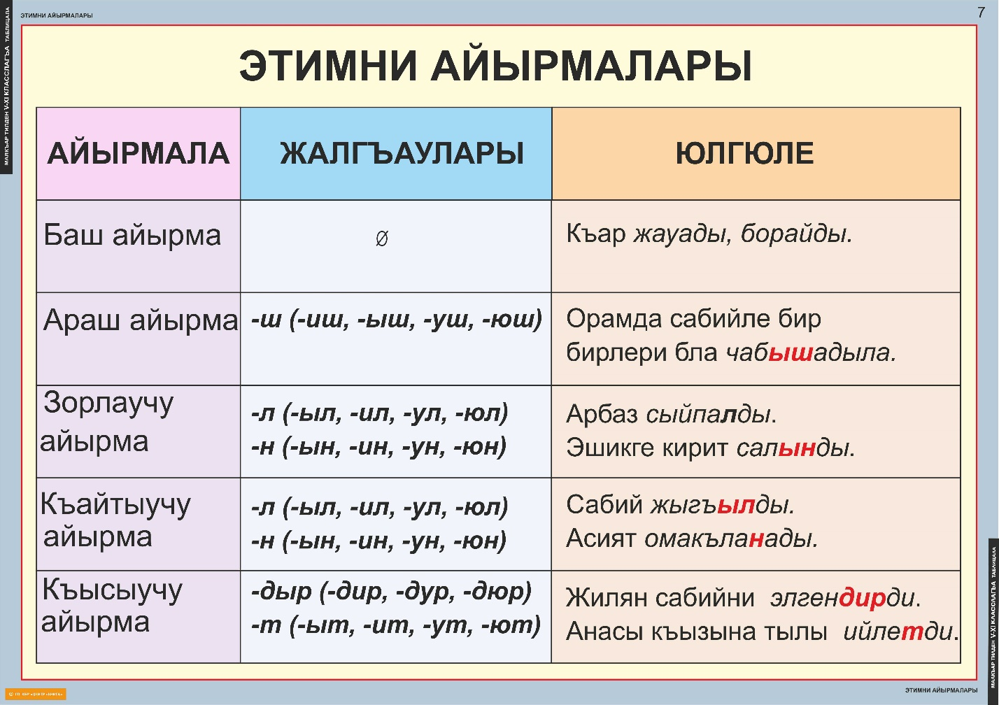 ЭТИМНИ АЙЫРМАЛАРЫ
7
МАЛКЪАР ТИЛДЕН V-XI КЛАССЛАГЪА ТАБЛИЦАЛА
ЭТИМНИ АЙЫРМАЛАРЫ
АЙЫРМАЛА
ЖАЛГЪАУЛАРЫ
ЮЛГЮЛЕ
Баш айырма
Ø
Къар жауады, борайды.
Араш айырма
-ш (-иш, -ыш, -уш, -юш)
Орамда сабийле бир
бирлери бла чабышадыла.
Зорлаучу
айырма
-л (-ыл, -ил, -ул, -юл)
-н (-ын, -ин, -ун, -юн)
Арбаз сыйпалды.
Эшикге кирит салынды.
Къайтыучу
айырма
-л (-ыл, -ил, -ул, -юл)
-н (-ын, -ин, -ун, -юн)
Сабий жыгъылды.
Асият омакъланады.
Къысыучу
айырма
-дыр (-дир, -дур, -дюр)
-т (-ыт, -ит, -ут, -ют)
Жилян сабийни элгендирди.
Анасы къызына тылы ийлетди.
МАЛКЪАР ТИЛДЕН V-XI КЛАССЛАГЪА ТАБЛИЦАЛА
ЭТИМНИ АЙЫРМАЛАРЫ